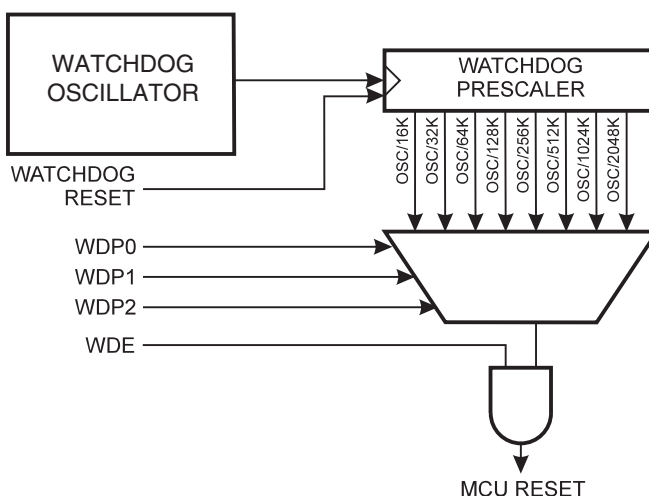 WATCHDOG
OSCILLATOR
WATCHDOG
PRESCALER
WATCHDOG
RESET
OSC/16K
OSC/32K
OSC/64K
OSC/128K
OSC/256K
OSC/512K
OSC/1024K
OSC/2048K
WDP0
WDP1
WDP2
WDE
MCU RESET